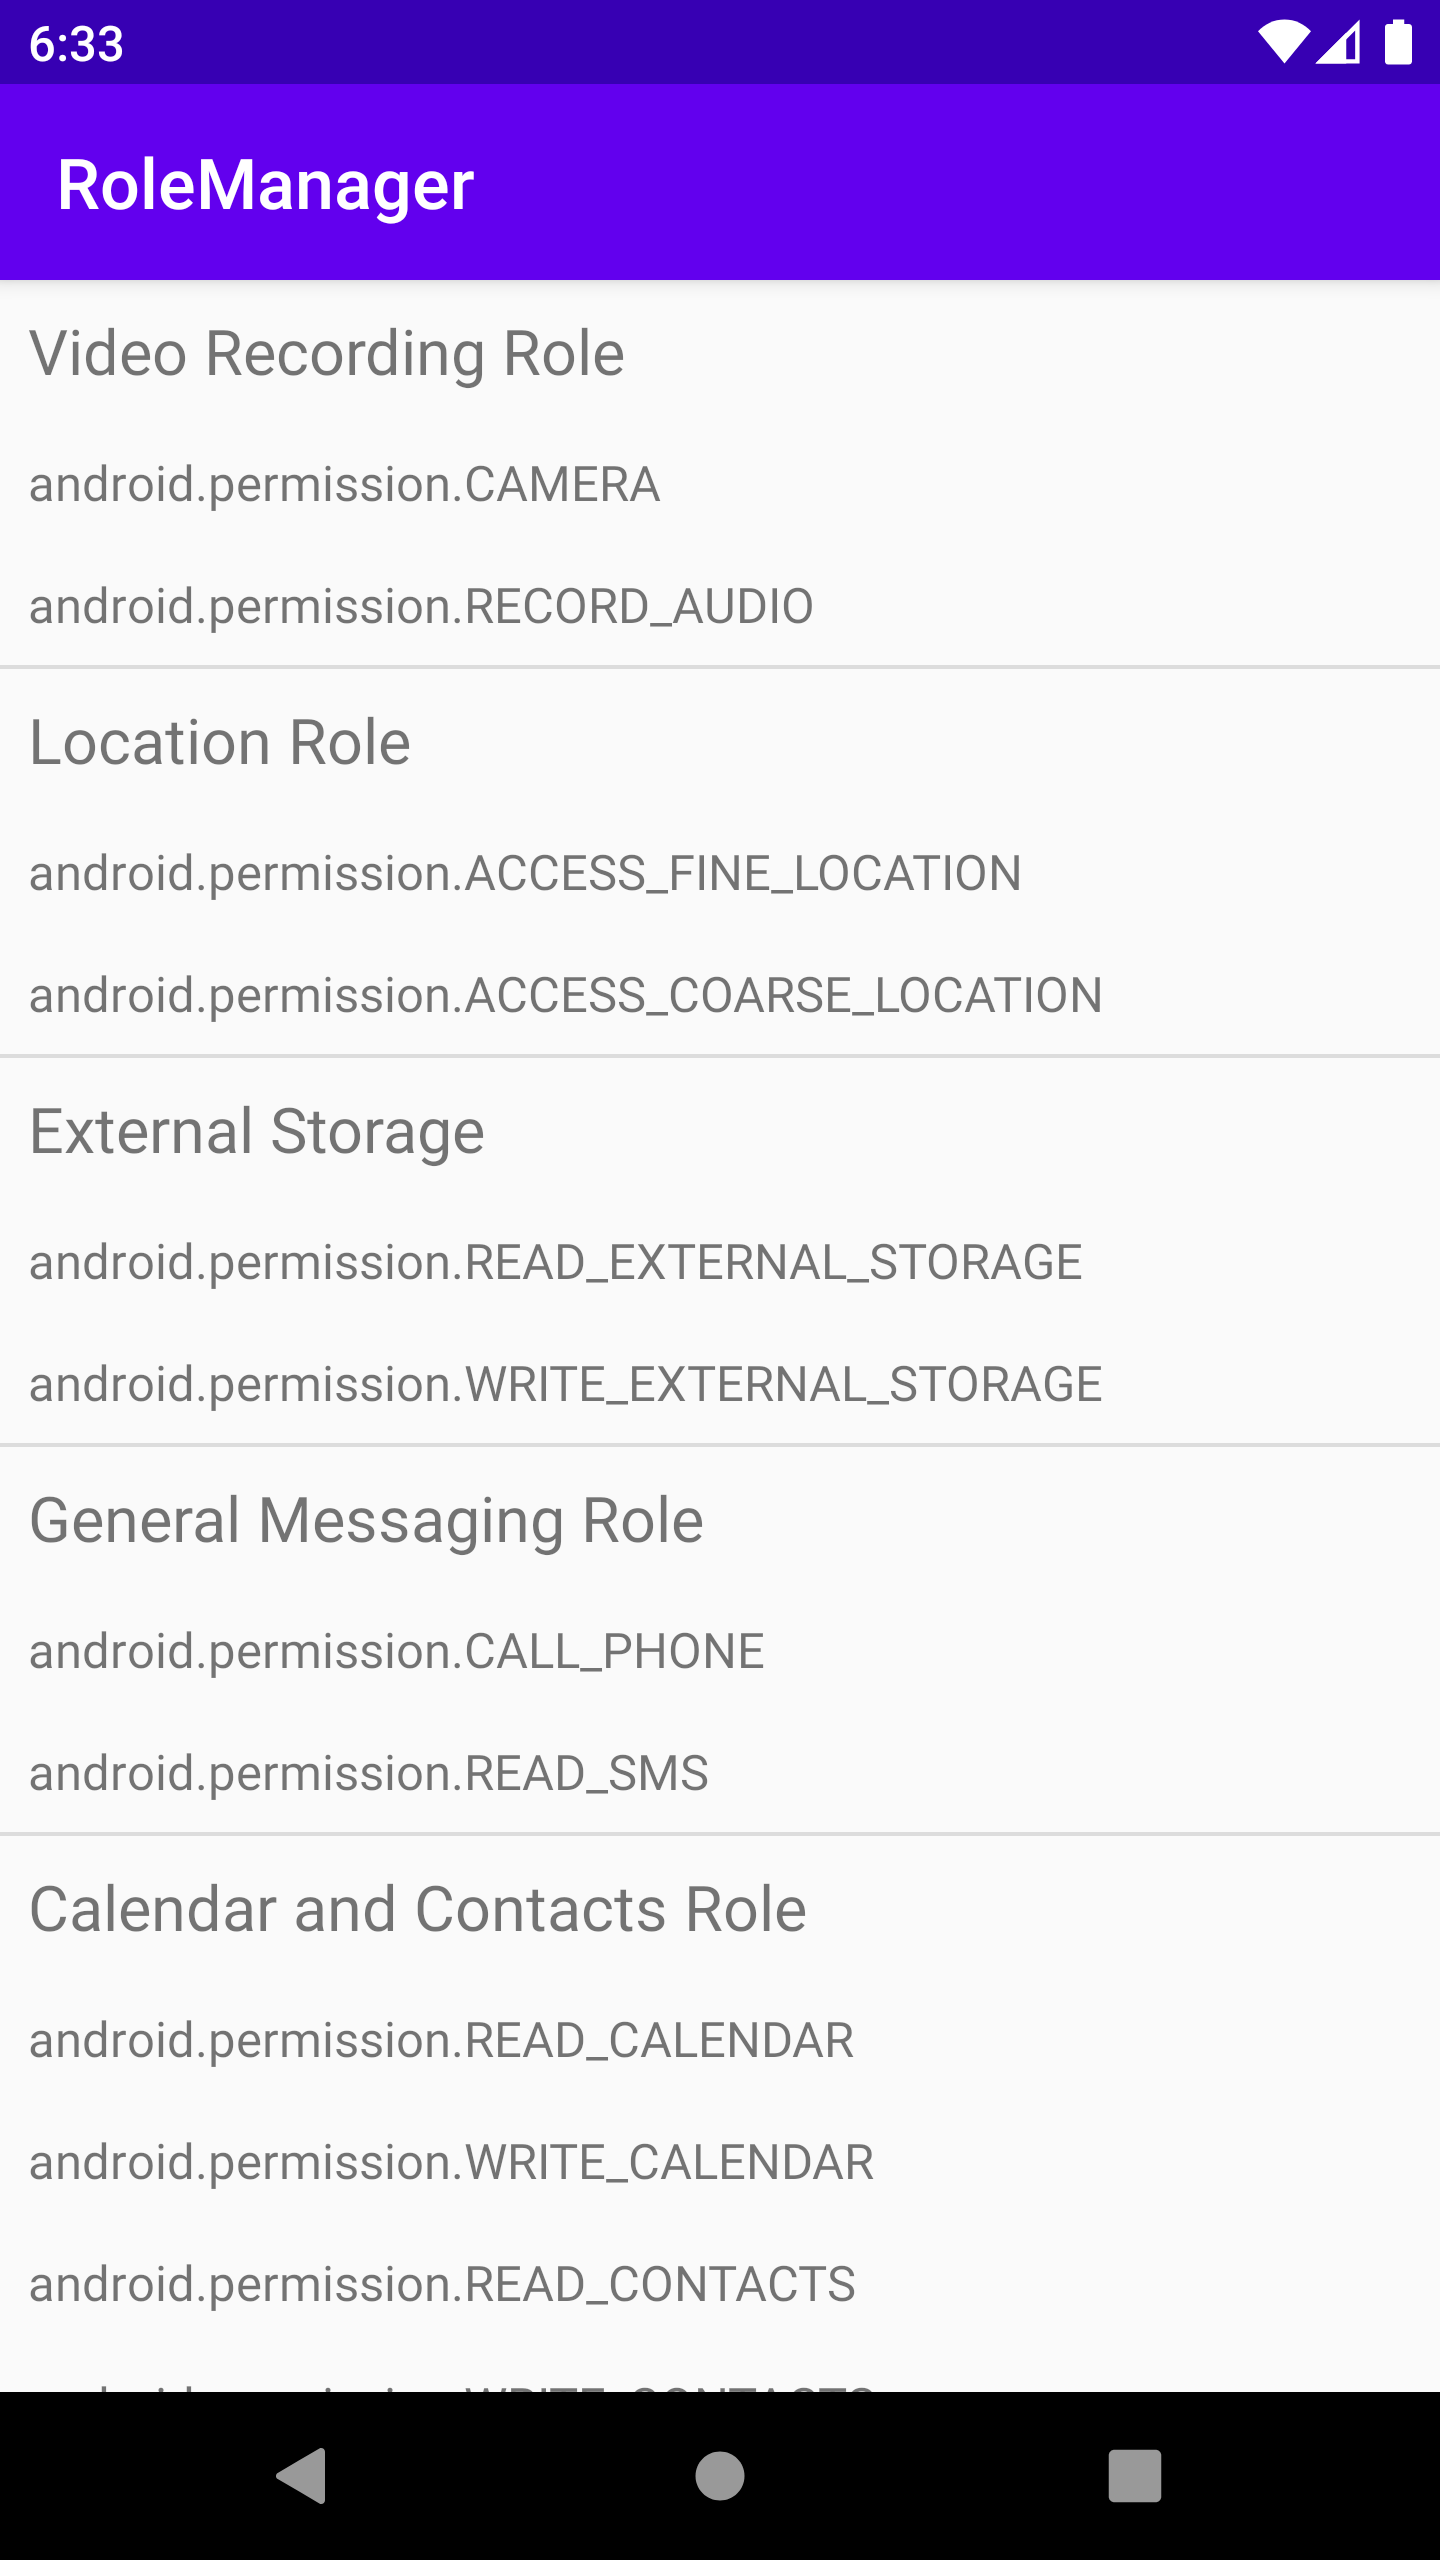 6:33
RoleManager
Video Recording Role
android.permission.CAMERA
android.permission.RECORD_AUDIO
Location Role
android.permission.ACCESS_FINE_LOCATION
android.permission.ACCESS_COARSE_LOCATION
External Storage
android.permission.READ_EXTERNAL_STORAGE
android.permission.WRITE_EXTERNAL_STORAGE
General Messaging Role
android.permission.CALL_PHONE
android.permission.READ_SMS
Calendar and Contacts Role
android.permission.READ_CALENDAR
android.permission.WRITE_CALENDAR
android.permission.READ_CONTACTS